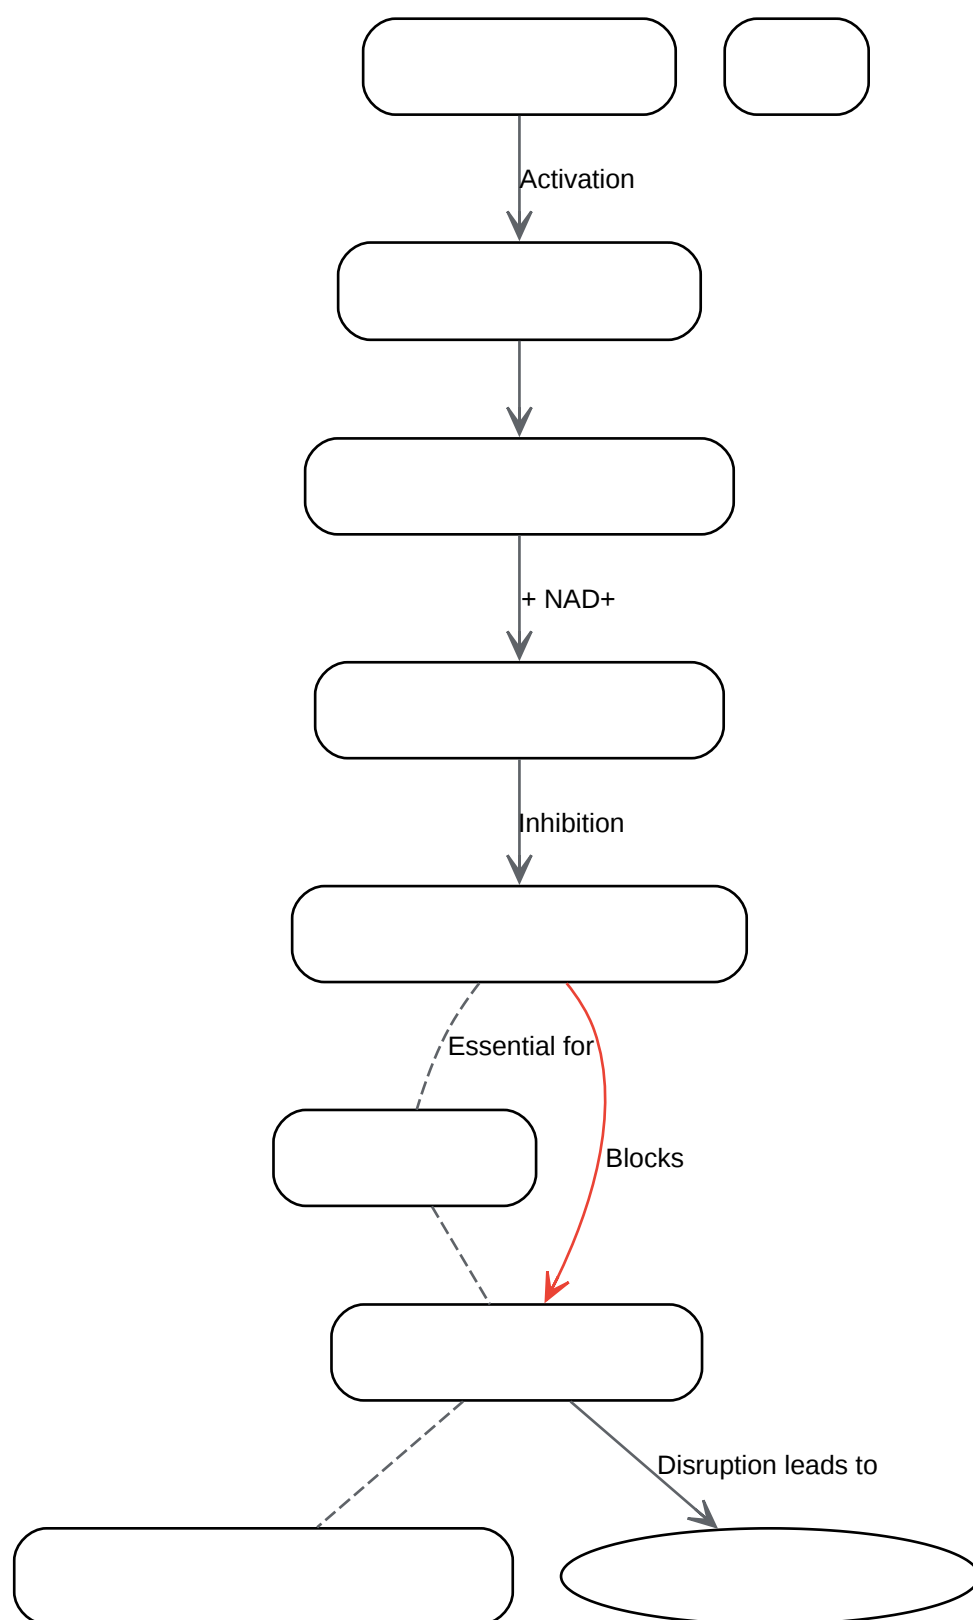 Activation
+ NAD+
Inhibition
Essential for
Blocks
Disruption leads to